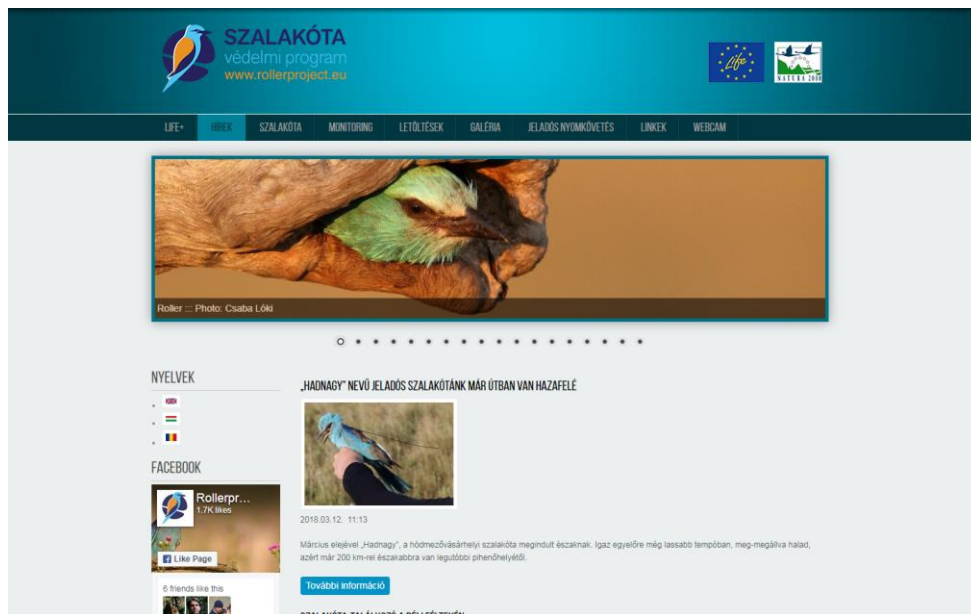 SZALAKÓTA
védelmi program
www.rollerproject.eu
Life
NATURA 2000
LIFE+ HÍREK SZALAKÓTA MONITORING LETÖLTÉSEK GALÉRIA JELADÓS NYOMKÖVETÉS LINKEK WEBCAM
Roller ::: Photo: Csaba Lóki
NYELVEK
FACEBOOK
Rollerpr...
1.7K likes
Like Page
6 friends like this
„HADNAGY" NEVŰ JELADÓS SZALAKÓTÁNK MÁR ÚTBAN VAN HAZAFELÉ
2018.03.12. 11:13
Március elejével „Hadnagy", a hódmezővásárhelyi szalakóta megindult északnak. Igaz egyelőre még lassabb tempóban, meg-megállva halad,
azért már 200 km-rel északabbra van legutóbbi pihenőhelyétől.
További információ